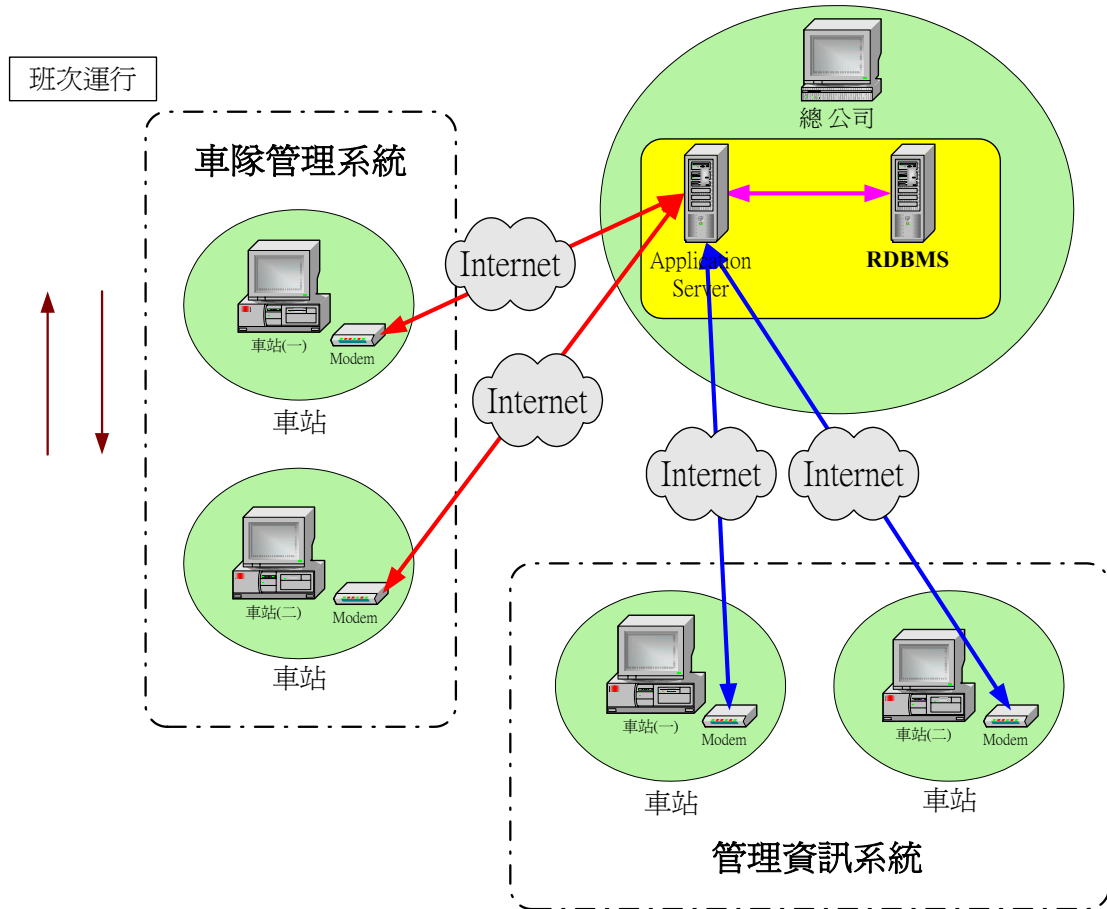 班次運行
車隊管理系統
車站(一)
Modem
車站
車站(二)
Modem
車站
Internet
Internet
總公司
Application
Server
RDBMS
Internet
Internet
車站(一)
Modem
車站
車站(二)
Modem
車站
管理資訊系統